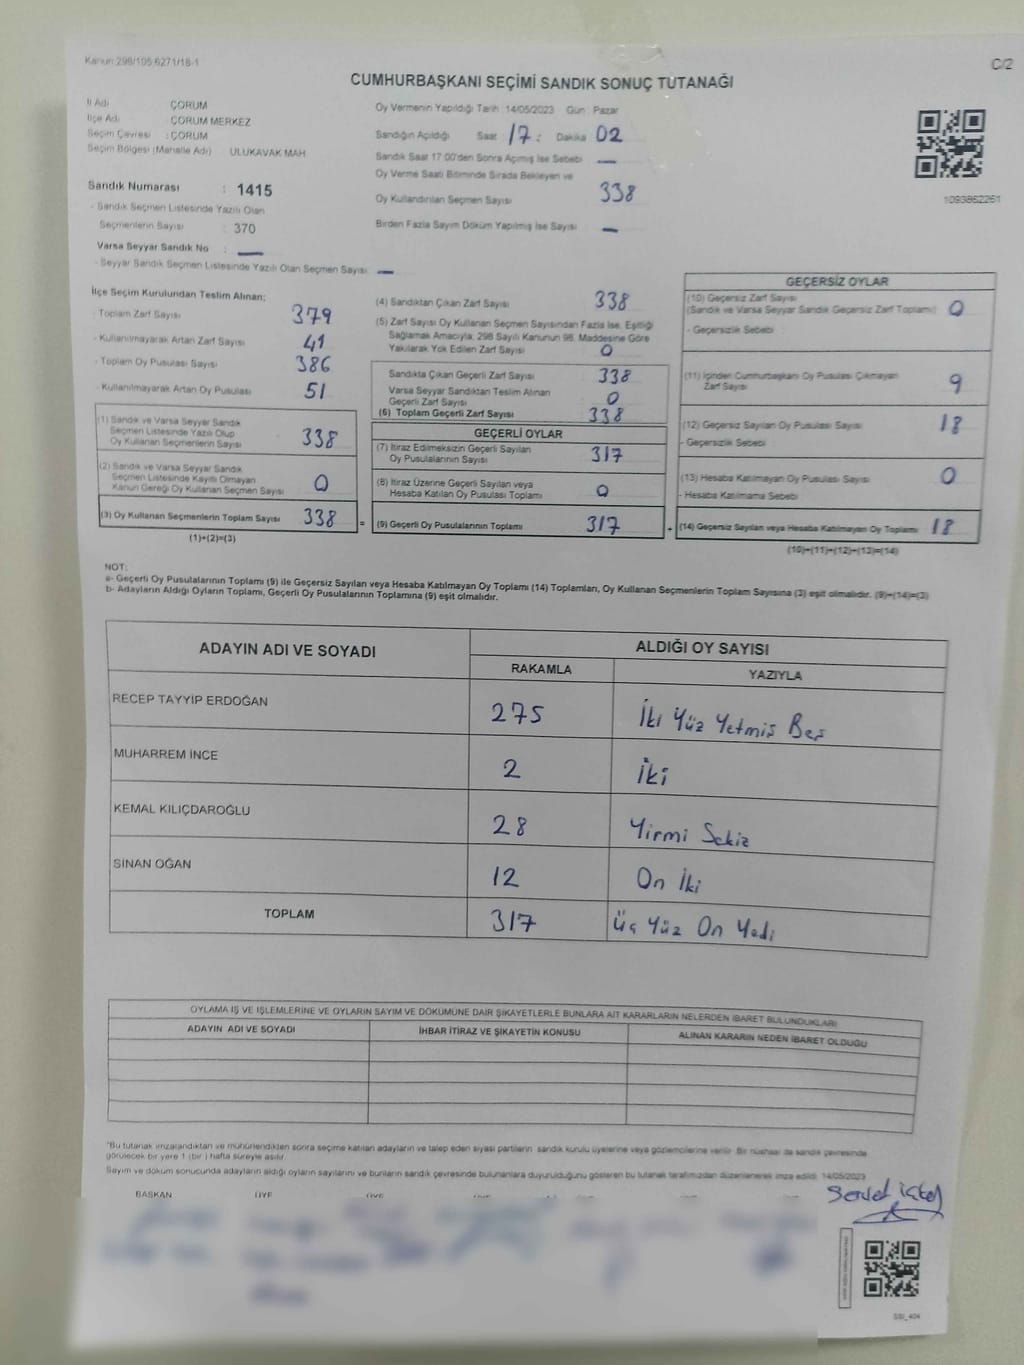 Kanun:298/105.6271/18-1
C/2
CUMHURBAŞKANI SEÇİMİ SANDIK SONUÇ TUTANAĞI
İl Adı ÇORUM
İlçe Adı ÇORUM MERKEZ
Seçim Çevresi : ÇORUM
Seçim Bölgesi (Mahalle Adı) ULUKAVAK MAH
Oy Vermenin Yapıldığı Tarih :14/05/2023 Gün : Pazar
Sandığın Açıldığı Saat 17 : Dakika 02
Sandık Saat 17:00'den Sonra Açımış İse Sebebi —
Oy Verme Saati Bitiminde Sırada Bekleyen ve
Oy Kullandırılan Seçmen Sayısı 338
Birden Fazla Sayım Döküm Yapılmış İse Sayısı —
1093862261
Sandık Numarası : 1415
- Sandık Seçmen Listesinde Yazılı Olan
Seçmenlerin Sayısı : 370
Varsa Seyyar Sandık No : —
- Seyyar Sandık Seçmen Listesinde Yazılı Olan Seçmen Sayısı —
İlçe Seçim Kurulundan Teslim Alınan;
- Toplam Zarf Sayısı 379
- Kullanılmayarak Artan Zarf Sayısı 41
- Toplam Oy Pusulası Sayısı 386
- Kullanılmayarak Artan Oy Pusulası 51
(1) Sandık ve Varsa Seyyar Sandık
Seçmen Listesinde Yazılı Olup
Oy Kullanan Seçmenlerin Sayısı 338
(2) Sandık ve Varsa Seyyar Sandık
Seçmen Listesinde Kayıtlı Olmayan
Kanun Gereği Oy Kullanan Seçmen Sayısı 0
(3) Oy Kullanan Seçmenlerin Toplam Sayısı 338
(1)+(2)=(3)
(4) Sandıktan Çıkan Zarf Sayısı 338
(5) Zarf Sayısı Oy Kullanan Seçmen Sayısından Fazla İse, Eşitliği
Sağlamak Amacıyla; 298 Sayılı Kanunun 98. Maddesine Göre
Yakılarak Yok Edilen Zarf Sayısı 0
Sandıkta Çıkan Geçerli Zarf Sayısı 338
Varsa Seyyar Sandıktan Teslim Alınan
Geçerli Zarf Sayısı 0
(6) Toplam Geçerli Zarf Sayısı 338
GEÇERLİ OYLAR
(7) İtiraz Edilmeksizin Geçerli Sayılan
Oy Pusulalarının Sayısı 317
(8) İtiraz Üzerine Geçerli Sayılan veya
Hesaba Katılan Oy Pusulası Toplamı 0
= (9) Geçerli Oy Pusulalarının Toplamı 317
GEÇERSİZ OYLAR
(10) Geçersiz Zarf Sayısı
(Sandık ve Varsa Seyyar Sandık Geçersiz Zarf Toplamı) 0
- Geçersizlik Sebebi
(11) İçinden Cumhurbaşkanı Oy Pusulası Çıkmayan
Zarf Sayısı 9
(12) Geçersiz Sayılan Oy Pusulası Sayısı 18
- Geçersizlik Sebebi
(13) Hesaba Katılmayan Oy Pusulası Sayısı 0
- Hesaba Katılmama Sebebi
+ (14) Geçersiz Sayılan veya Hesaba Katılmayan Oy Toplamı 18
(10)+(11)+(12)+(13)=(14)
NOT:
a- Geçerli Oy Pusulalarının Toplamı (9) ile Geçersiz Sayılan veya Hesaba Katılmayan Oy Toplamı (14) Toplamları, Oy Kullanan Seçmenlerin Toplam Sayısına (3) eşit olmalıdır. (9)+(14)=(3)
b- Adayların Aldığı Oyların Toplamı, Geçerli Oy Pusulalarının Toplamına (9) eşit olmalıdır.
ADAYIN ADI VE SOYADI ALDIĞI OY SAYISI
RAKAMLA YAZIYLA
RECEP TAYYİP ERDOĞAN 275 İki Yüz Yetmiş Beş
MUHARREM İNCE 2 İki
KEMAL KILIÇDAROĞLU 28 Yirmi Sekiz
SİNAN OĞAN 12 On İki
TOPLAM 317 Üç Yüz On Yedi
OYLAMA İŞ VE İŞLEMLERİNE VE OYLARIN SAYIM VE DÖKÜMÜNE DAİR ŞİKAYETLERLE BUNLARA AİT KARARLARIN NELERDEN İBARET BULUNDUKLARI
ADAYIN ADI VE SOYADI İHBAR İTİRAZ VE ŞİKAYETİN KONUSU ALINAN KARARIN NEDEN İBARET OLDUĞU
"Bu tutanak imzalandıktan ve mühürlendikten sonra seçime katılan adayların ve talep eden siyasi partilerin sandık kurulu üyelerine veya gözlemcilerine verilir. Bir nüshası da sandık çevresinde
görülecek bir yere 1 (bir ) hafta süreyle asılır.
Sayım ve döküm sonucunda adayların aldığı oyların sayılarını ve bunların sandık çevresinde bulunanlara duyurulduğunu gösteren bu tutanak tarafımızdan düzenlenerek imza edildi. 14/05/2023
BAŞKAN ÜYE ÜYE